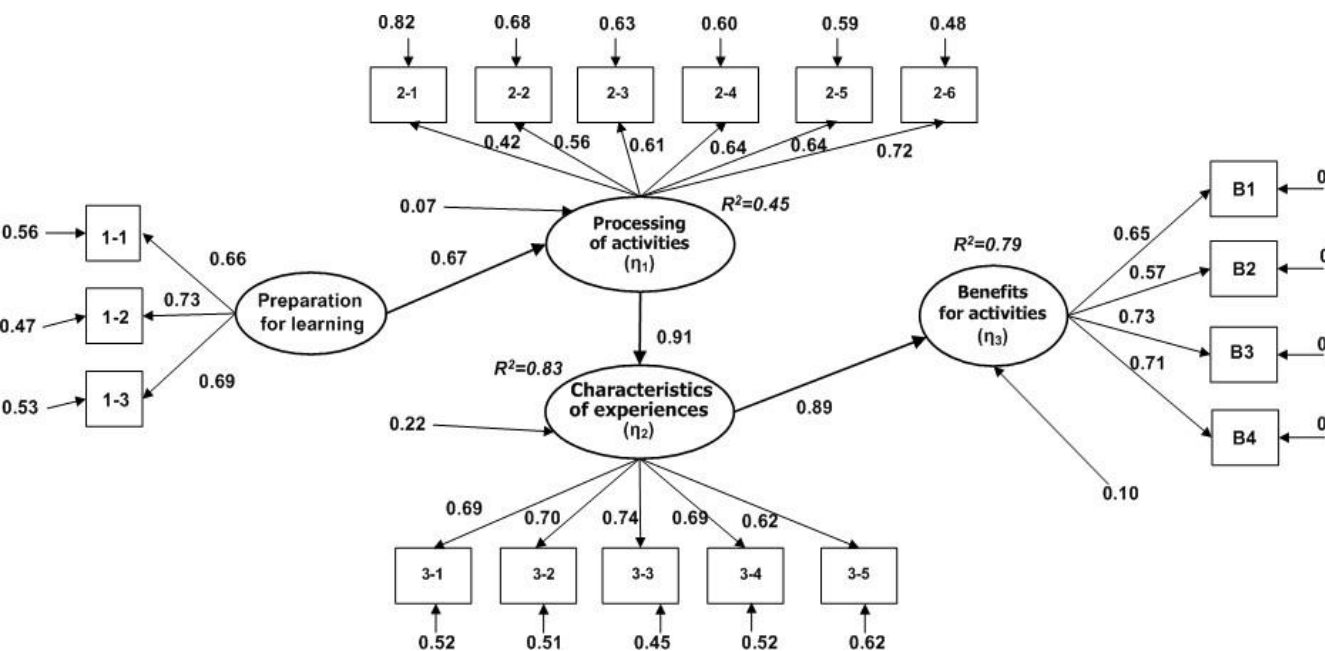 0.82 0.68 0.63 0.60 0.59 0.48
2-1 2-2 2-3 2-4 2-5 2-6
0.42 0.56 0.61 0.64 0.64 0.72
0.07
R²=0.45
Processing
of activities
(η₁)
0.56
1-1
0.66
0.47
1-2
0.73
0.53
1-3
0.69
Preparation
for learning
0.67
0.91
R²=0.83
Characteristics
of experiences
(η₂)
0.22
0.89
R²=0.79
Benefits
for activities
(η₃)
0.10
0.65
B1
0.57
B2
0.73
B3
0.71
B4
0.69 0.70 0.74 0.69 0.62
3-1 3-2 3-3 3-4 3-5
0.52 0.51 0.45 0.52 0.62